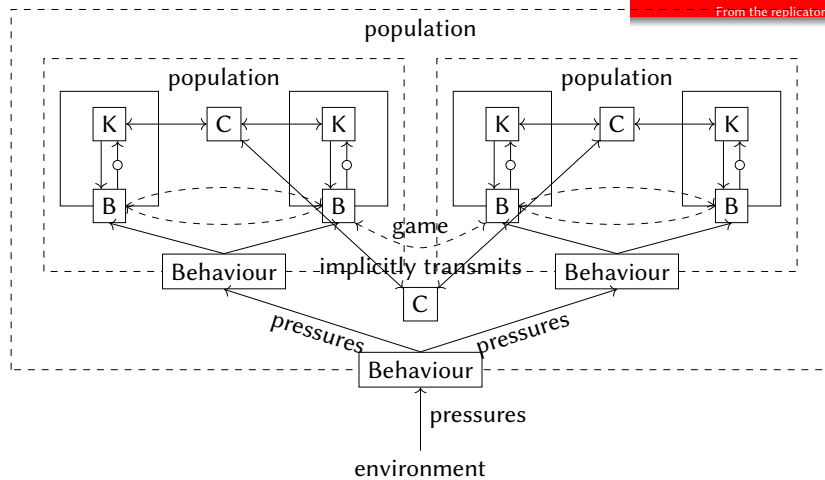 From the replicator
population
population
population
K
C
K
K
C
K
B
B
B
B
game
Behaviour
implicitly transmits
Behaviour
C
pressures
pressures
Behaviour
pressures
environment